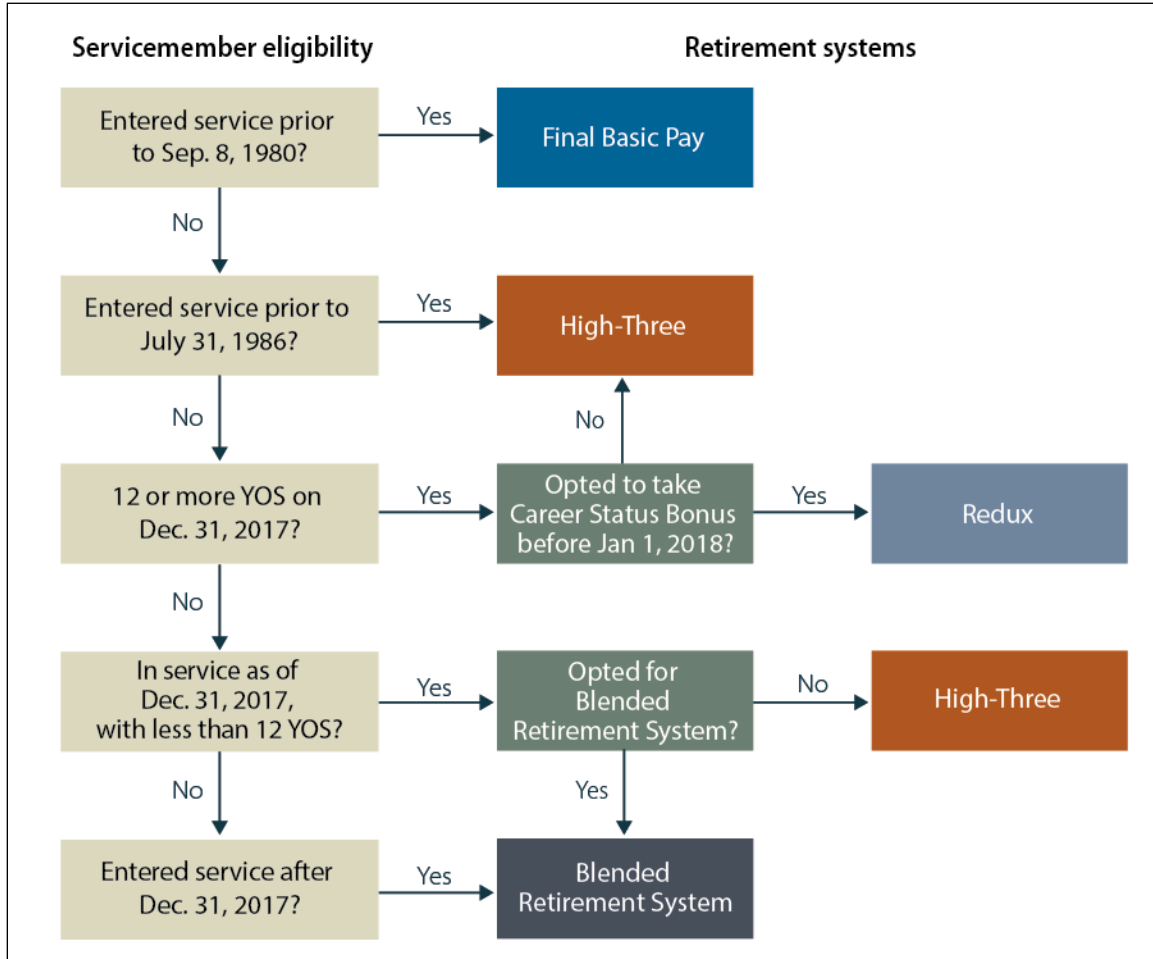 Servicemember eligibility
Retirement systems
Entered service prior
to Sep. 8, 1980?
Yes
Final Basic Pay
No
Entered service prior to
July 31, 1986?
Yes
High-Three
No
No
12 or more YOS on
Dec. 31, 2017?
Yes
Opted to take
Career Status Bonus
before Jan 1, 2018?
Yes
Redux
No
In service as of
Dec. 31, 2017,
with less than 12 YOS?
Yes
Opted for
Blended
Retirement System?
No
High-Three
No
Yes
Entered service after
Dec. 31, 2017?
Yes
Blended
Retirement System